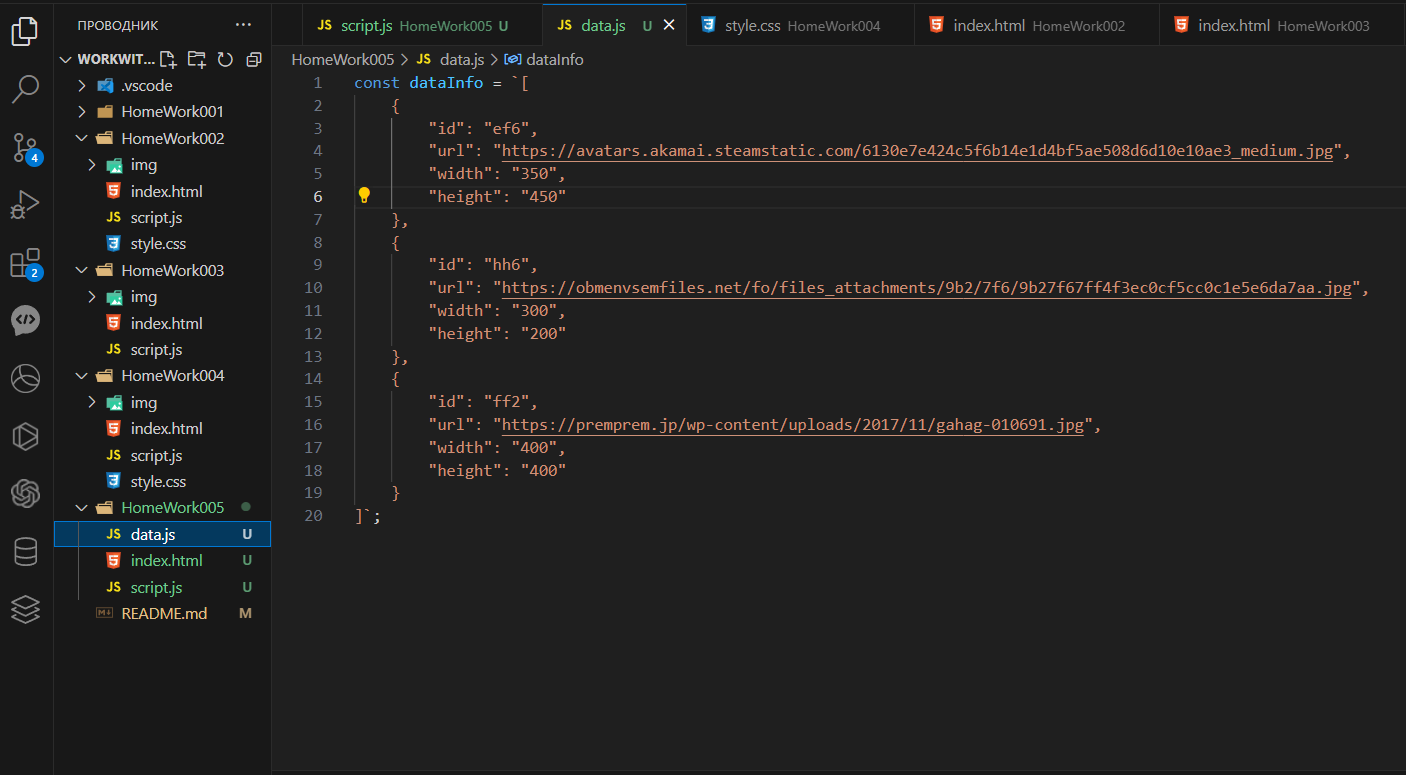 ПРОВОДНИК
WORKWIT...
.vscode
HomeWork001
HomeWork002
img
index.html
JS script.js
style.css
HomeWork003
img
index.html
JS script.js
HomeWork004
img
index.html
JS script.js
style.css
HomeWork005
JS data.js U
index.html U
JS script.js U
README.md M
4
2
JS script.js HomeWork005 U
JS data.js U
style.css HomeWork004
index.html HomeWork002
index.html HomeWork003
HomeWork005 > JS data.js > dataInfo
1 const dataInfo = `[
2 {
3 "id": "ef6",
4 "url": "https://avatars.akamai.steamstatic.com/6130e7e424c5f6b14e1d4bf5ae508d6d10e10ae3_medium.jpg",
5 "width": "350",
6 "height": "450"
7 },
8 {
9 "id": "hh6",
10 "url": "https://obmenvsemfiles.net/fo/files_attachments/9b2/7f6/9b27f67ff4f3ec0cf5cc0c1e5e6da7aa.jpg",
11 "width": "300",
12 "height": "200"
13 },
14 {
15 "id": "ff2",
16 "url": "https://premprem.jp/wp-content/uploads/2017/11/gahag-010691.jpg",
17 "width": "400",
18 "height": "400"
19 }
20 ]`;